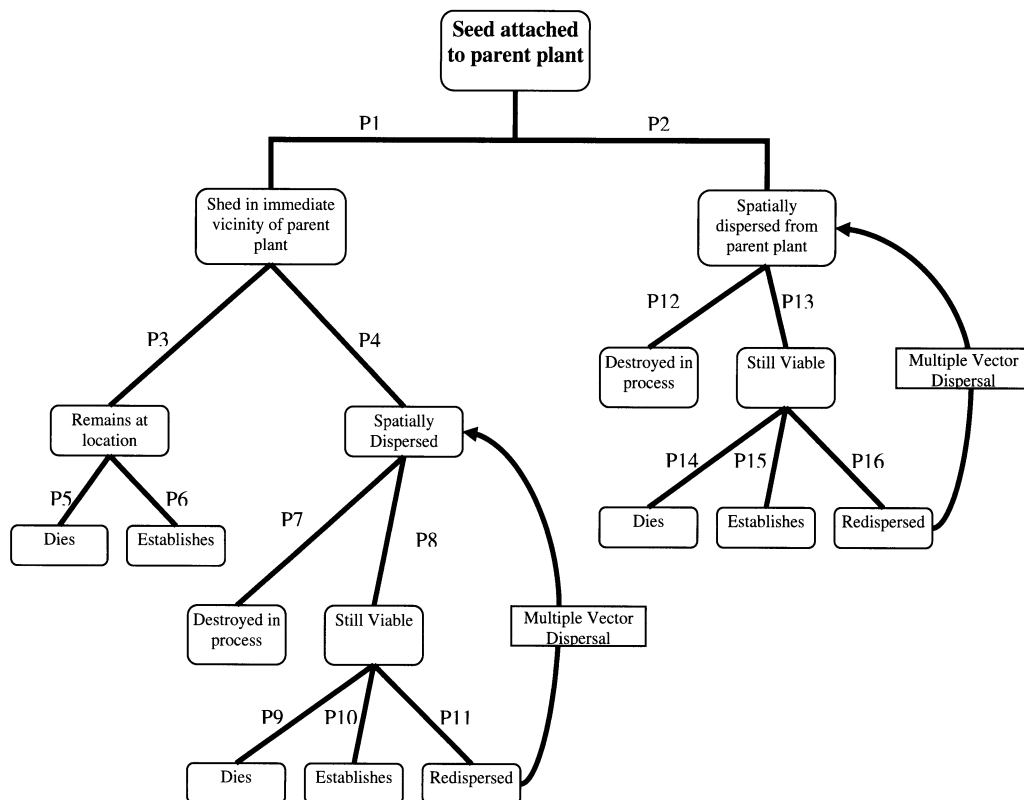 Seed attached
to parent plant
P1
P2
Shed in immediate
vicinity of parent
plant
Spatially
dispersed from
parent plant
P12
P13
P3
P4
Destroyed in
process
Still Viable
Multiple Vector
Dispersal
Remains at
location
Spatially
Dispersed
P14
P15
P16
P5
P6
Dies
Establishes
Redispersed
Dies
Establishes
P7
P8
Destroyed in
process
Still Viable
Multiple Vector
Dispersal
P9
P10
P11
Dies
Establishes
Redispersed